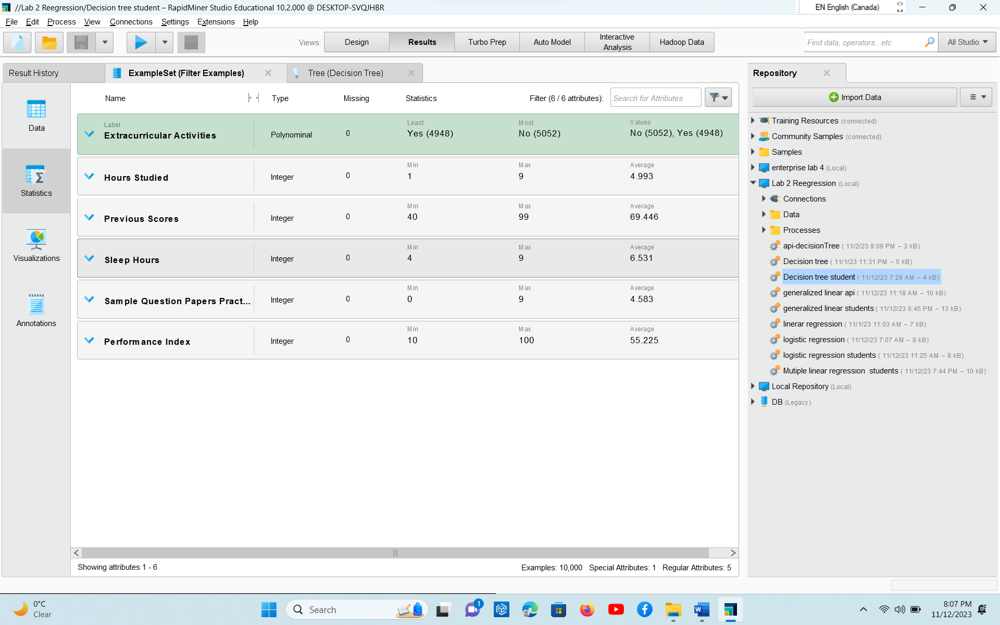 //Lab 2 Reegression/Decision tree student – RapidMiner Studio Educational 10.2.000 @ DESKTOP-SVQJHBR
EN English (Canada)
File Edit Process View Connections Settings Extensions Help
Views: Design Results Turbo Prep Auto Model Interactive Analysis Hadoop Data
Find data, operators...etc All Studio
Result History ExampleSet (Filter Examples) Tree (Decision Tree)
Repository
Name Type Missing Statistics Filter (6 / 6 attributes): Search for Attributes
Import Data
Data
Statistics
Visualizations
Annotations
Label Least Most Values
Extracurricular Activities Polynominal 0 Yes (4948) No (5052) No (5052), Yes (4948)
Min Max Average
Hours Studied Integer 0 1 9 4.993
Min Max Average
Previous Scores Integer 0 40 99 69.446
Min Max Average
Sleep Hours Integer 0 4 9 6.531
Min Max Average
Sample Question Papers Pract... Integer 0 0 9 4.583
Min Max Average
Performance Index Integer 0 10 100 55.225
Showing attributes 1 - 6
Examples: 10,000 Special Attributes: 1 Regular Attributes: 5
Training Resources (connected)
Community Samples (connected)
Samples
enterprise lab 4 (Local)
Lab 2 Reegression (Local)
Connections
Data
Processes
api-decisionTree ( 11/2/23 9:09 PM – 3 kB)
Decision tree ( 11/1/23 11:31 PM – 5 kB)
Decision tree student ( 11/12/23 7:29 AM – 4 kB)
generalized linear api ( 11/12/23 11:18 AM – 10 kB)
generalized linear students ( 11/12/23 6:45 PM – 13 kB)
linerar regression ( 11/1/23 11:03 AM – 7 kB)
logistic regression ( 11/12/23 7:07 AM – 8 kB)
logistic regression students ( 11/12/23 11:25 AM – 8 kB)
Mutiple linear regression  students ( 11/12/23 7:44 PM – 10 kB)
Local Repository (Local)
DB (Legacy)
0°C
Clear
Search
1
8:07 PM
11/12/2023